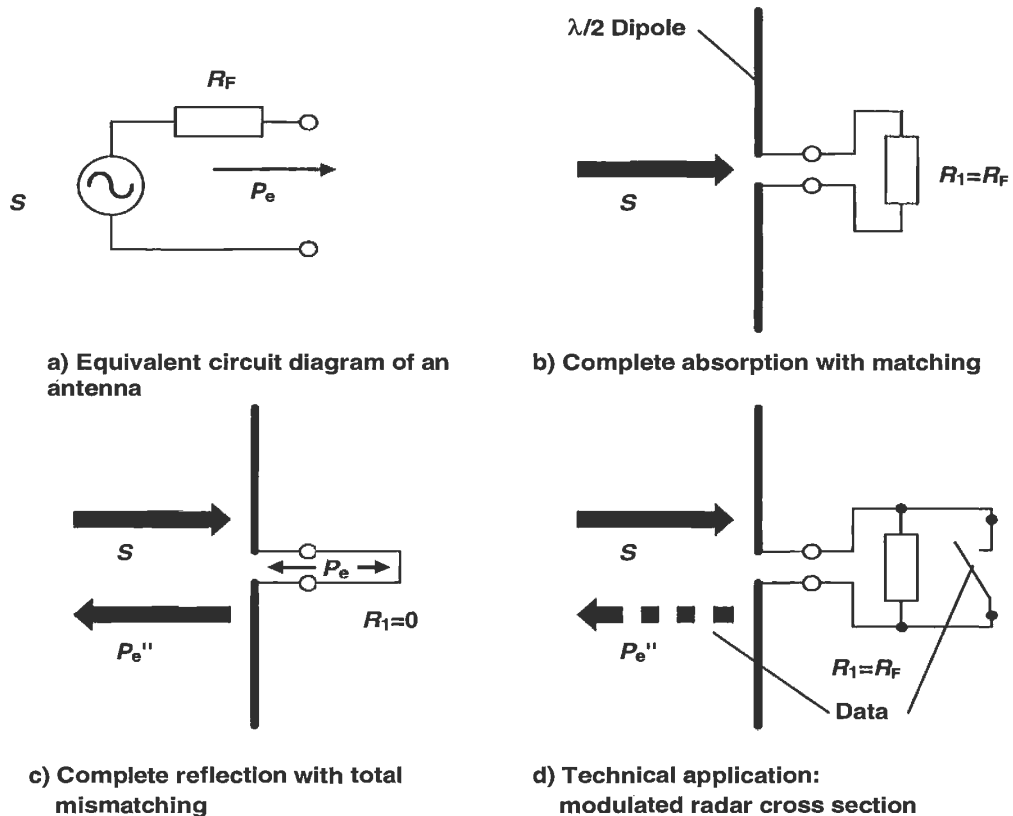 R_F
S
P_e
a) Equivalent circuit diagram of an
antenna
λ/2 Dipole
S
R_1=R_F
b) Complete absorption with matching
S
P_e
P_e"
R_1=0
c) Complete reflection with total
mismatching
S
P_e"
R_1=R_F
Data
d) Technical application:
modulated radar cross section